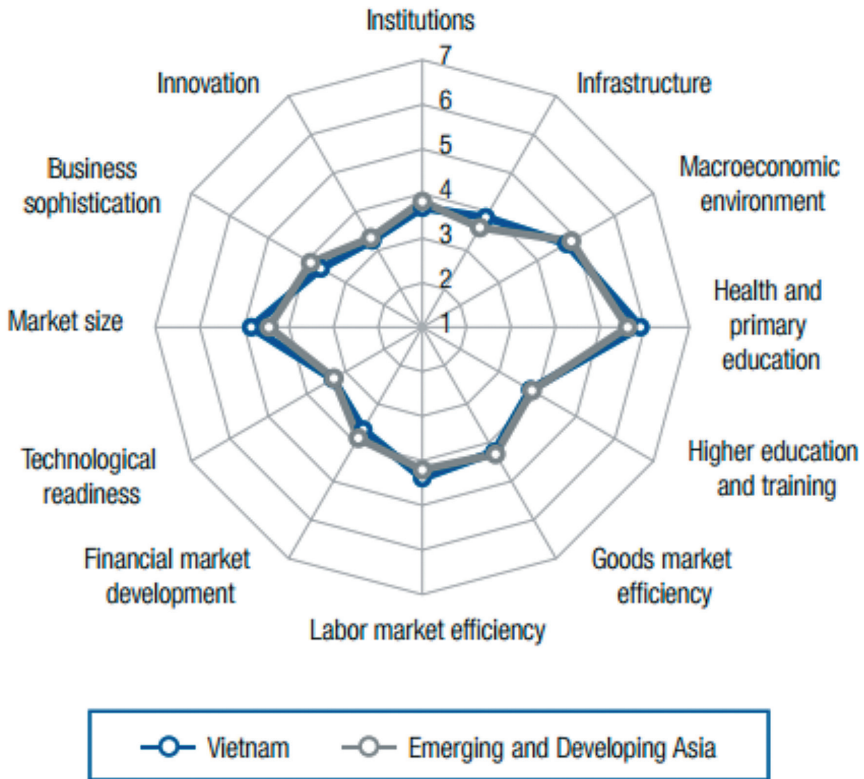 Institutions
7
6
5
4
3
2
1
Innovation
Infrastructure
Business
sophistication
Macroeconomic
environment
Market size
Health and
primary
education
Technological
readiness
Higher education
and training
Financial market
development
Goods market
efficiency
Labor market efficiency
Vietnam
Emerging and Developing Asia